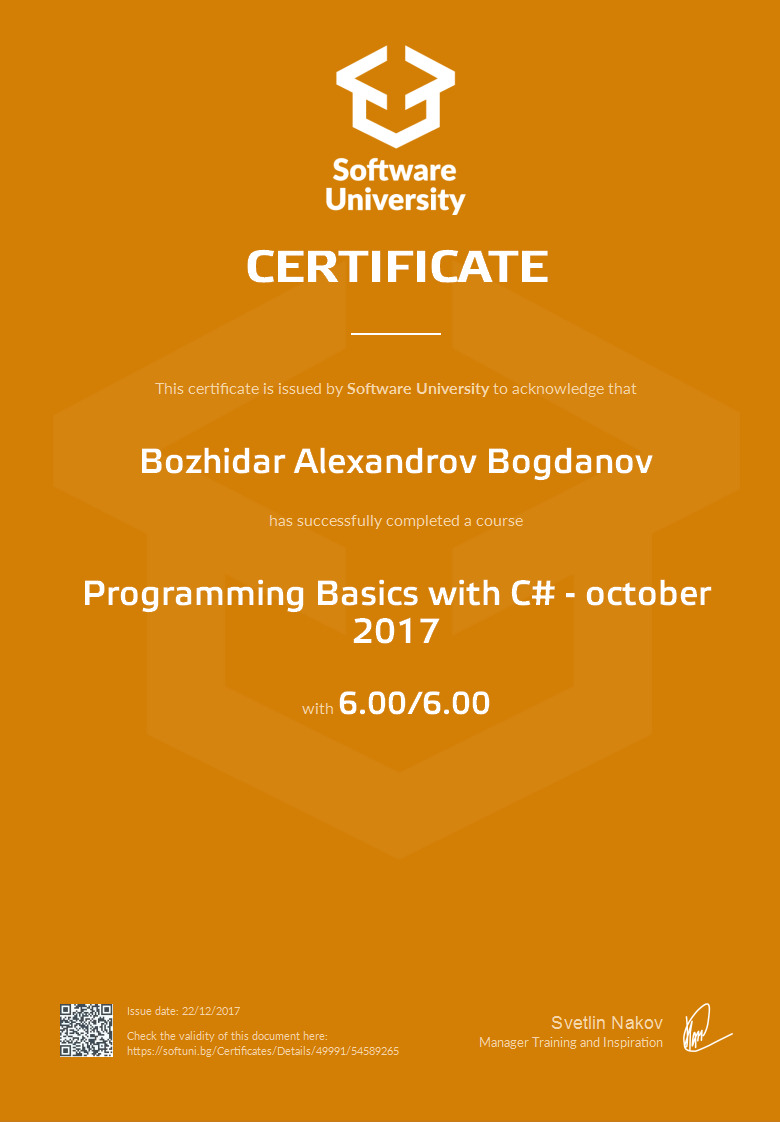 Software
University
CERTIFICATE
This certificate is issued by Software University to acknowledge that
Bozhidar Alexandrov Bogdanov
has successfully completed a course
Programming Basics with C# - october
2017
with 6.00/6.00
Issue date: 22/12/2017
Check the validity of this document here:
https://softuni.bg/Certificates/Details/49991/54589265
Svetlin Nakov
Manager Training and Inspiration